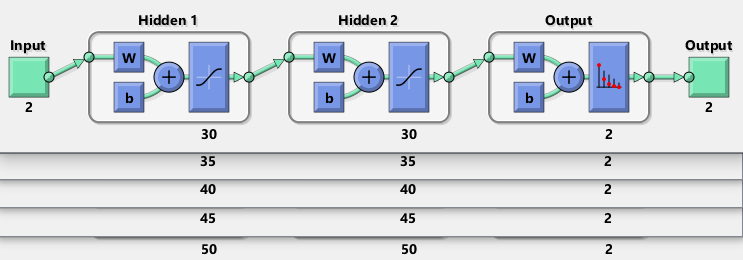 Hidden 1 Hidden 2 Output
Input Output
W W W
b b b
2 2
30 30 2
35 35 2
40 40 2
45 45 2
50 50 2